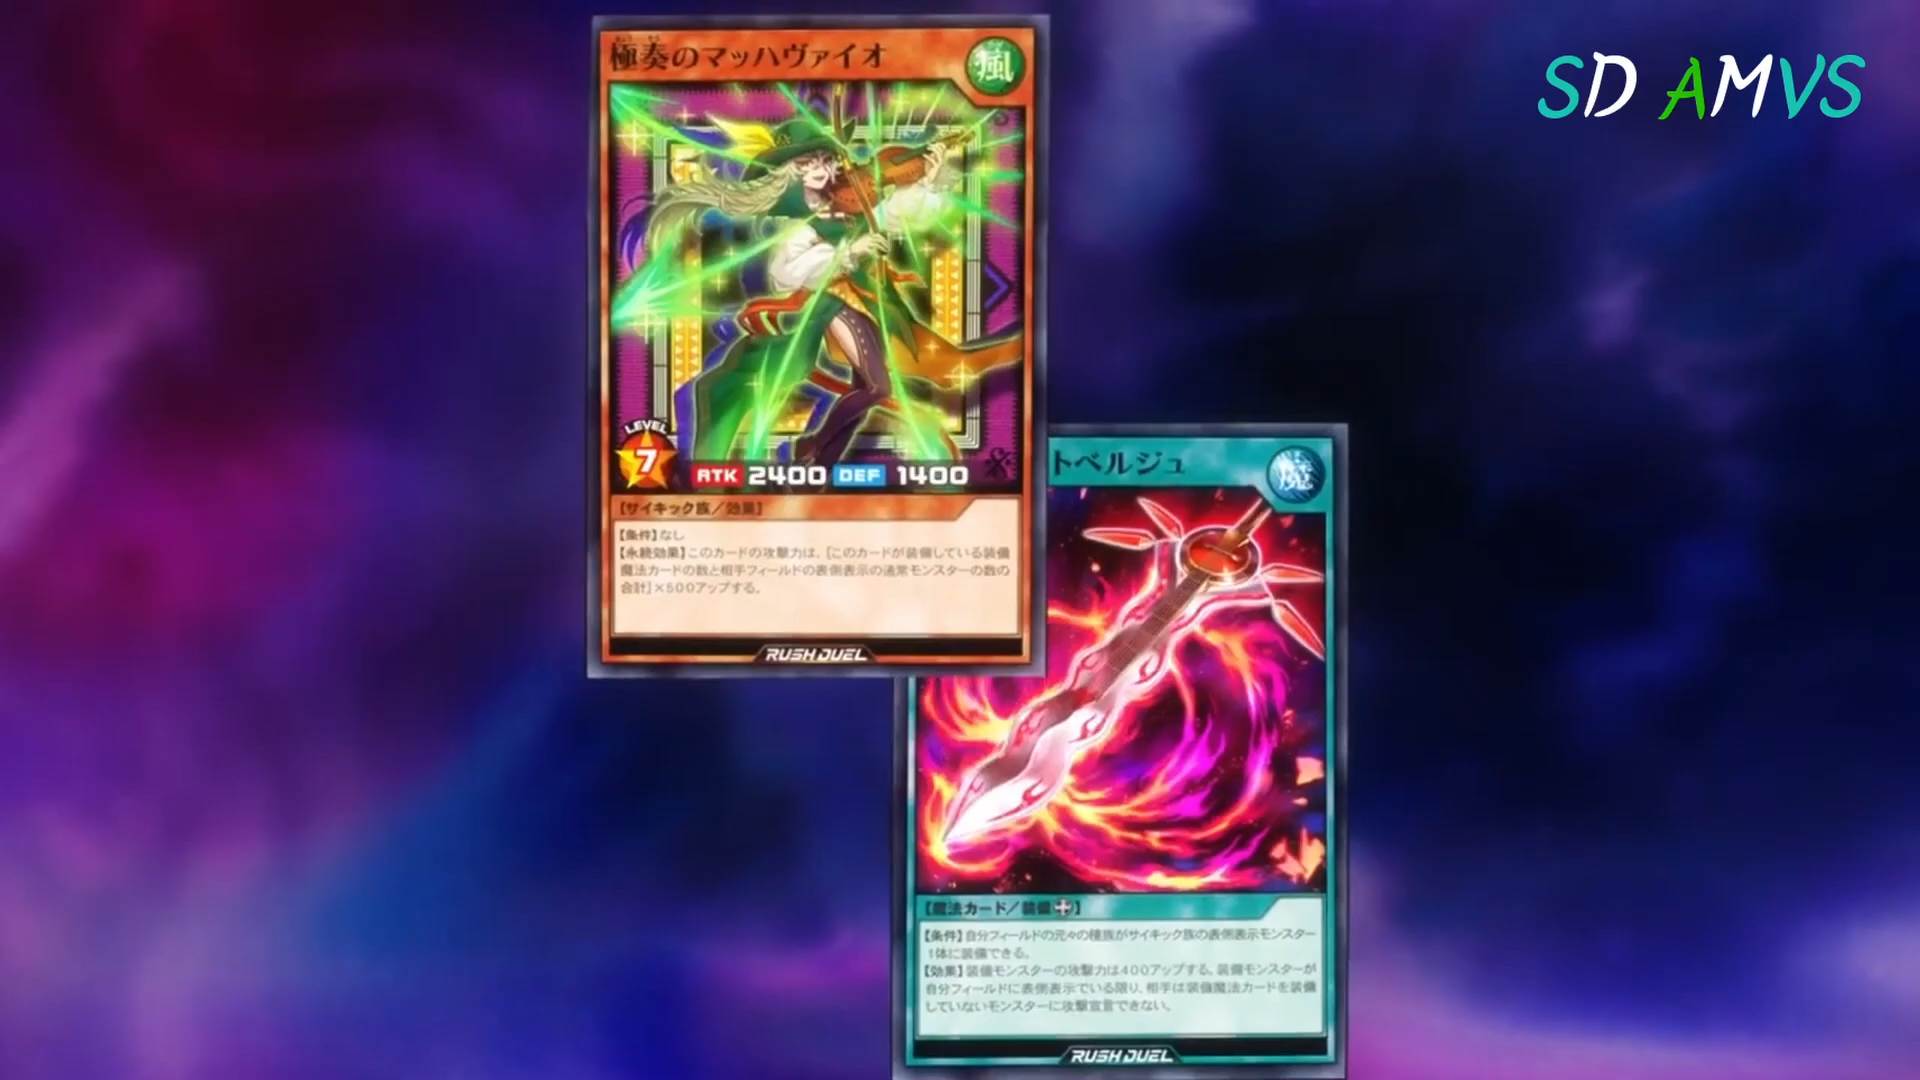 SD AMVS
極奏のマッハヴァイオ
風
LEVEL
7
ATK 2400 DEF 1400
【サイキック族／効果】
【条件】なし
【永続効果】このカードの攻撃力は、［このカードが装備している装備
魔法カードの数と相手フィールドの表側表示の通常モンスターの数の
合計］×500アップする。
RUSH DUEL
トベルジュ
魔
【魔法カード／装備】
【条件】自分フィールドの元々の種族がサイキック族の表側表示モンスター
1体に装備できる。
【効果】装備モンスターの攻撃力は400アップする。装備モンスターが
自分フィールドに表側表示でいる限り、相手は装備魔法カードを装備
していないモンスターに攻撃宣言できない。
RUSH DUEL